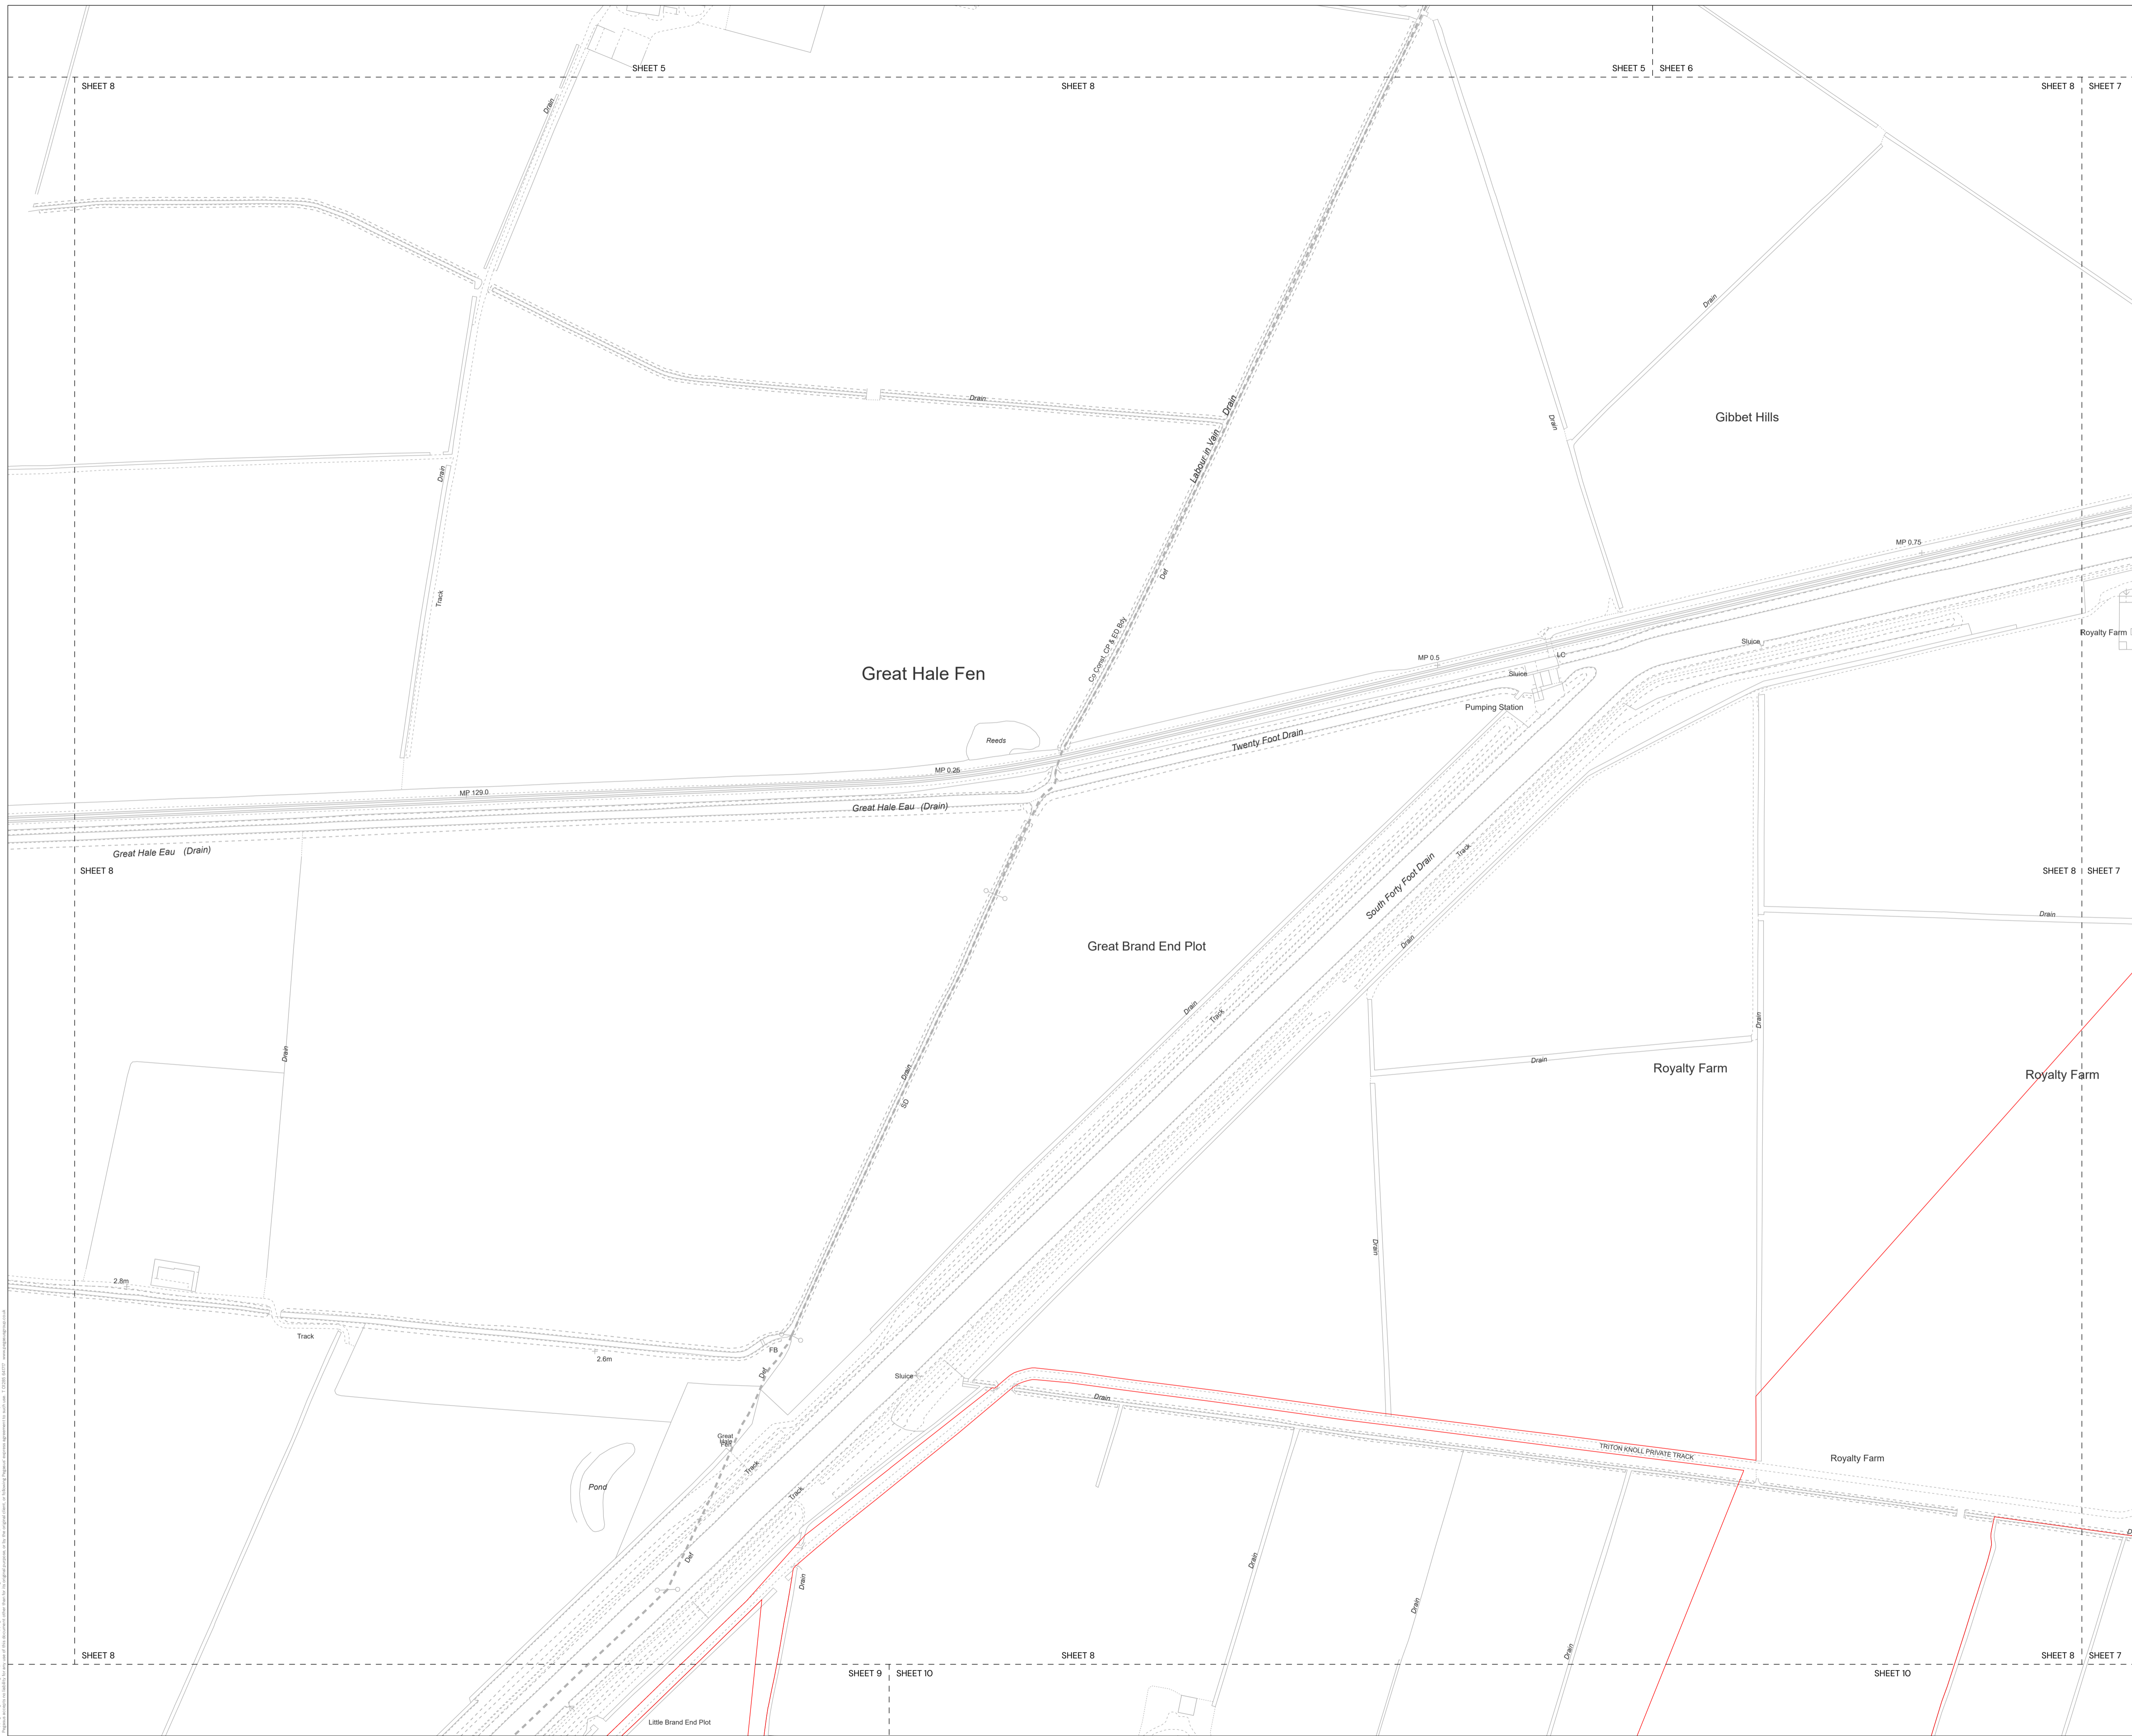 SHEET 5
SHEET 5
SHEET 6
SHEET 8
SHEET 8
SHEET 8
SHEET 7
Drain
Drain
Drain
Labour in Vain Drain
Drain
Gibbet Hills
Drain
Track
Def
MP 0.75
Co Const, CP & ED Bdy
Great Hale Fen
MP 0.5
LC
Sluice
Sluice
Royalty Farm
Pumping Station
Reeds
Twenty Foot Drain
MP 0.25
MP 129.0
Great Hale Eau (Drain)
Great Hale Eau (Drain)
SHEET 8
SHEET 8
SHEET 7
Track
South Forty Foot Drain
Drain
Drain
Great Brand End Plot
Drain
Track
Drain
Drain
Drain
Royalty Farm
Royalty Farm
Drain
SD
Drain
2.8m
Track
FB
2.6m
Def
Sluice
Drain
Great
Hale
Fen
TRITON KNOLL PRIVATE TRACK
Royalty Farm
Track
Pond
Track
Def
Drain
Drain
Drain
Drain
SHEET 8
SHEET 8
SHEET 8
SHEET 7
SHEET 9
SHEET 10
SHEET 10
Little Brand End Plot